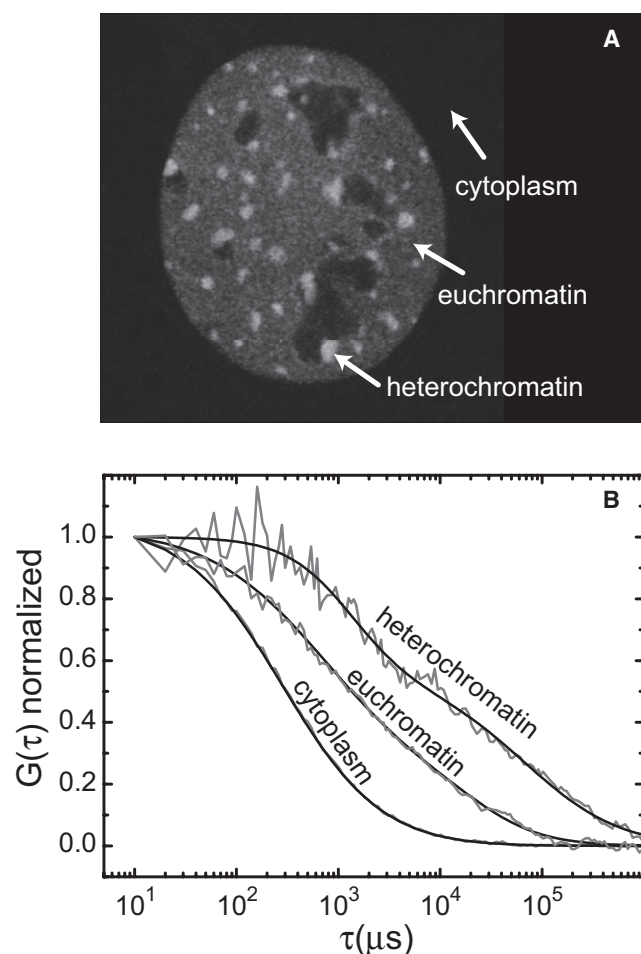 A
cytoplasm
euchromatin
heterochromatin
B
G(τ) normalized
1.0
0.8
0.6
0.4
0.2
0.0
heterochromatin
euchromatin
cytoplasm
10¹ 10² 10³ 10⁴ 10⁵
τ(μs)